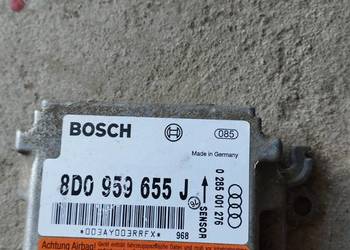 BOSCH
085
Made in Germany
8D0 959 655 J
0 285 001 276
SENSOR
*003AY003RRFX*
968
Achtung Airbag!